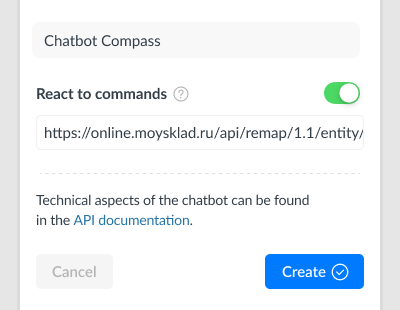 Chatbot Compass
React to commands
https://online.moysklad.ru/api/remap/1.1/entity/
Technical aspects of the chatbot can be found
in the API documentation.
Cancel
Create